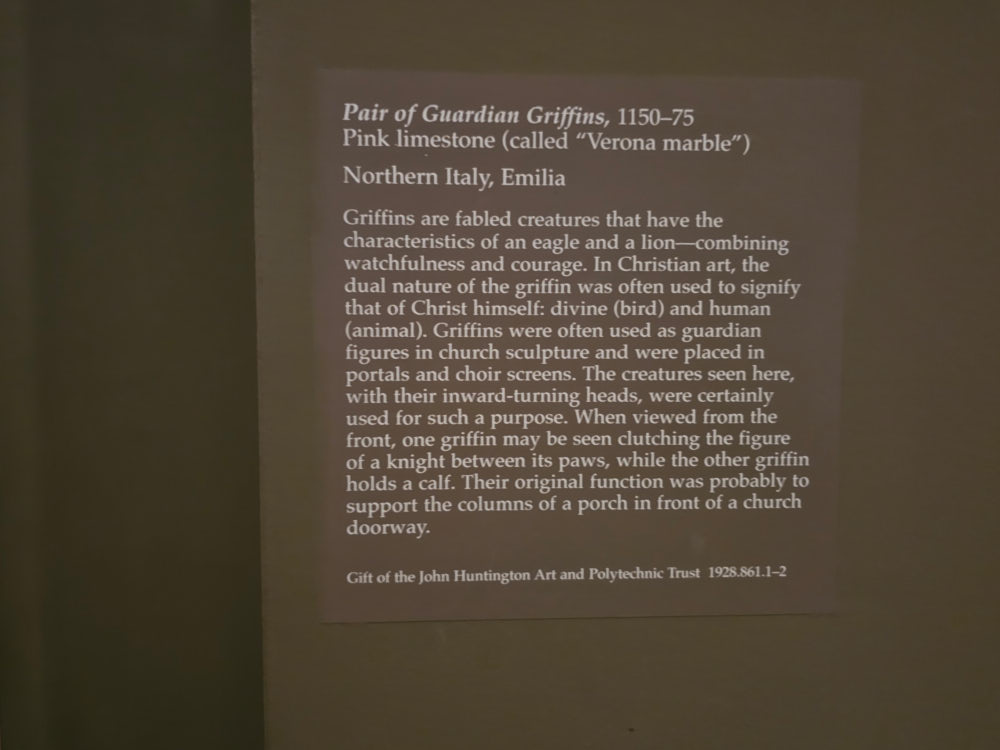 Pair of Guardian Griffins, 1150–75
Pink limestone (called “Verona marble”)
Northern Italy, Emilia
Griffins are fabled creatures that have the
characteristics of an eagle and a lion—combining
watchfulness and courage. In Christian art, the
dual nature of the griffin was often used to signify
that of Christ himself: divine (bird) and human
(animal). Griffins were often used as guardian
figures in church sculpture and were placed in
portals and choir screens. The creatures seen here,
with their inward-turning heads, were certainly
used for such a purpose. When viewed from the
front, one griffin may be seen clutching the figure
of a knight between its paws, while the other griffin
holds a calf. Their original function was probably to
support the columns of a porch in front of a church
doorway.
Gift of the John Huntington Art and Polytechnic Trust 1928.861.1–2